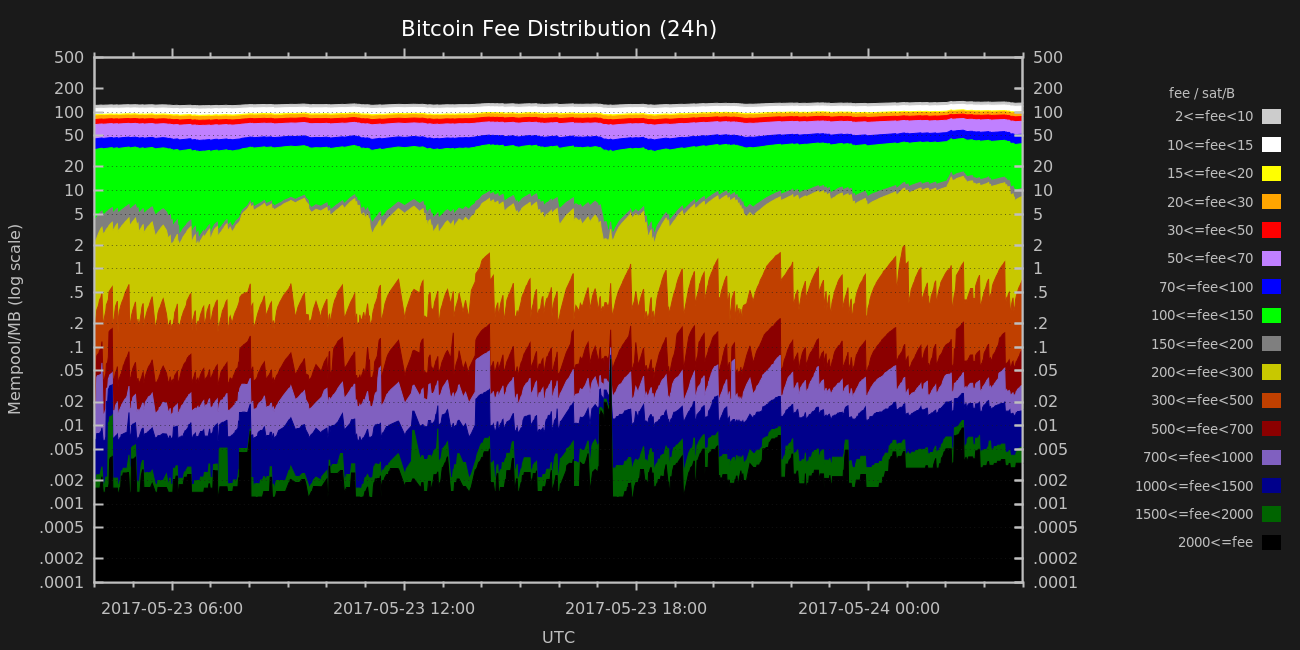 Bitcoin Fee Distribution (24h)
Mempool/MB (log scale)
500
200
100
50
20
10
5
2
1
.5
.2
.1
.05
.02
.01
.005
.002
.001
.0005
.0002
.0001
500
200
100
50
20
10
5
2
1
.5
.2
.1
.05
.02
.01
.005
.002
.001
.0005
.0002
.0001
2017-05-23 06:00
2017-05-23 12:00
2017-05-23 18:00
2017-05-24 00:00
UTC
fee / sat/B
2<=fee<10
10<=fee<15
15<=fee<20
20<=fee<30
30<=fee<50
50<=fee<70
70<=fee<100
100<=fee<150
150<=fee<200
200<=fee<300
300<=fee<500
500<=fee<700
700<=fee<1000
1000<=fee<1500
1500<=fee<2000
2000<=fee